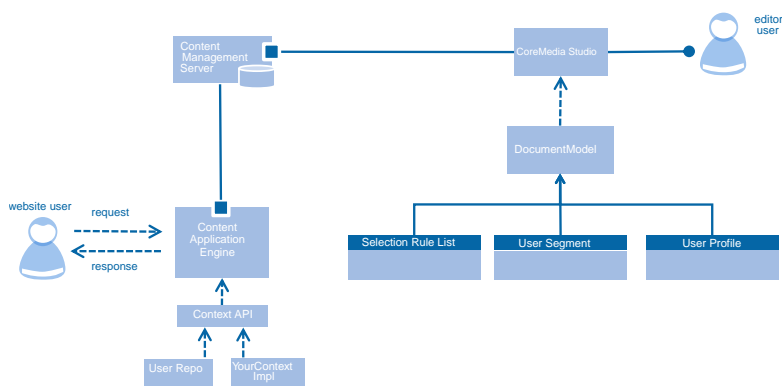 editor
user
Content
Management
Server
CoreMedia Studio
DocumentModel
website user
request
response
Content
Application
Engine
Selection Rule List
User Segment
User Profile
Context API
User Repo
YourContext
Impl